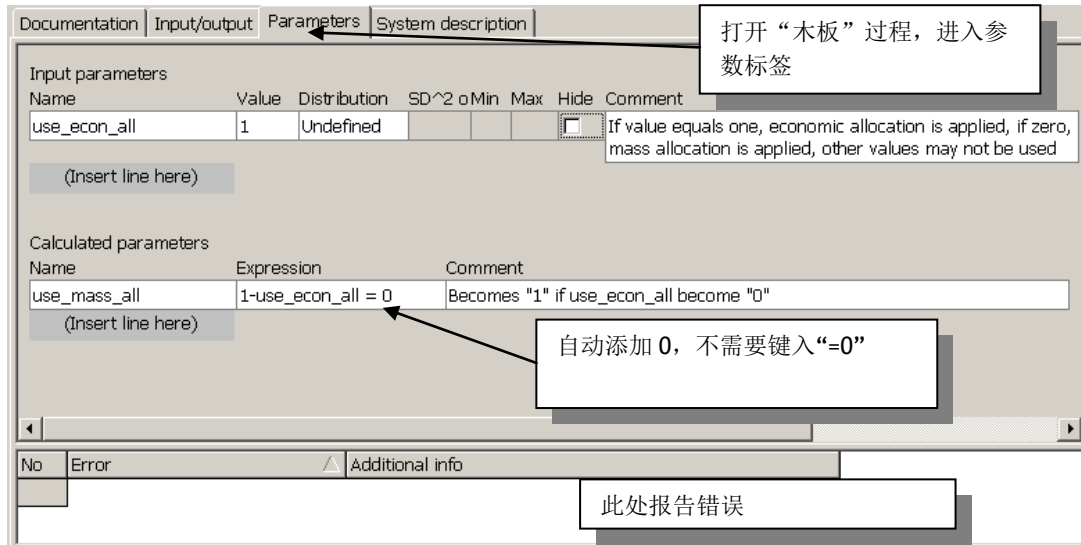 Documentation Input/output Parameters System description
打开“木板”过程，进入参
数标签
Input parameters
Name Value Distribution SD^2 o Min Max Hide Comment
use_econ_all 1 Undefined If value equals one, economic allocation is applied, if zero,
mass allocation is applied, other values may not be used
(Insert line here)
Calculated parameters
Name Expression Comment
use_mass_all 1-use_econ_all = 0 Becomes "1" if use_econ_all become "0"
(Insert line here)
自动添加 0，不需要键入“=0”
No Error Additional info
此处报告错误